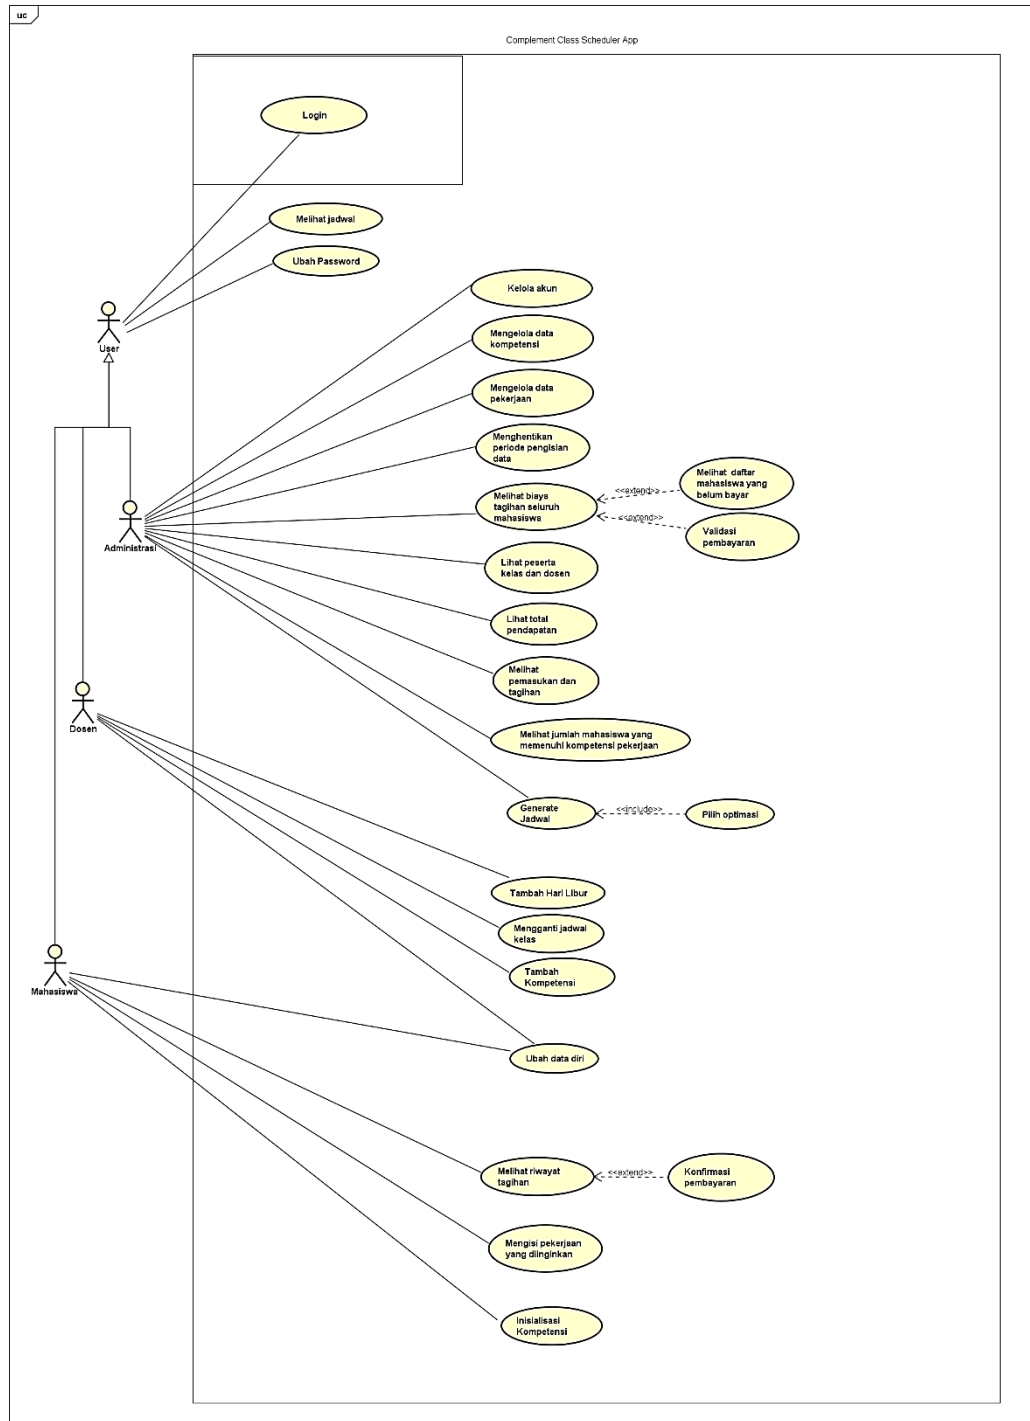 uc
Complement Class Scheduler App
Login
Melihat jadwal
Ubah Password
User
Kelola akun
Mengelola data
kompetensi
Mengelola data
pekerjaan
Menghentikan
periode pengisian
data
Melihat biaya
tagihan seluruh
mahasiswa
<<extend>>
Melihat daftar
mahasiswa yang
belum bayar
<<extend>>
Validasi
pembayaran
Administrasi
Lihat peserta
kelas dan dosen
Lihat total
pendapatan
Melihat
pemasukan dan
tagihan
Dosen
Melihat jumlah mahasiswa yang
memenuhi kompetensi pekerjaan
Generate
Jadwal
<<include>>
Pilih optimasi
Tambah Hari Libur
Mengganti jadwal
kelas
Tambah
Kompetensi
Mahasiswa
Ubah data diri
Melihat riwayat
tagihan
<<extend>>
Konfirmasi
pembayaran
Mengisi pekerjaan
yang diinginkan
Inisialisasi
Kompetensi